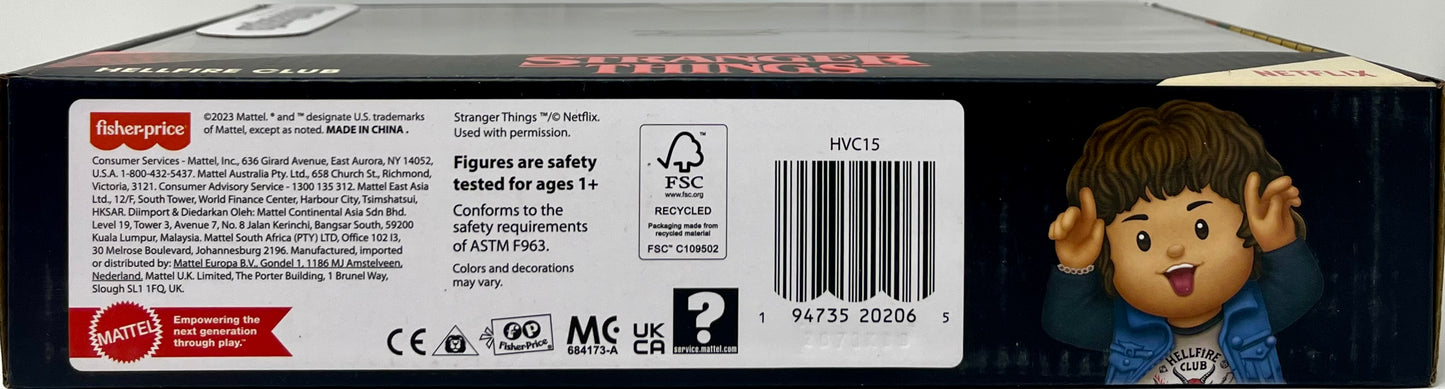 HELLFIRE CLUB
STRANGER
THINGS
NETFLIX
fisher-price
©2023 Mattel. ® and ™ designate U.S. trademarks
of Mattel, except as noted. MADE IN CHINA .
Consumer Services - Mattel, Inc., 636 Girard Avenue, East Aurora, NY 14052,
U.S.A. 1-800-432-5437. Mattel Australia Pty. Ltd., 658 Church St., Richmond,
Victoria, 3121. Consumer Advisory Service - 1300 135 312. Mattel East Asia
Ltd., 12/F, South Tower, World Finance Center, Harbour City, Tsimshatsui,
HKSAR. Diimport & Diedarkan Oleh: Mattel Continental Asia Sdn Bhd.
Level 19, Tower 3, Avenue 7, No. 8 Jalan Kerinchi, Bangsar South, 59200
Kuala Lumpur, Malaysia. Mattel South Africa (PTY) LTD, Office 102 I3,
30 Melrose Boulevard, Johannesburg 2196. Manufactured, imported
or distributed by: Mattel Europa B.V., Gondel 1, 1186 MJ Amstelveen,
Nederland. Mattel U.K. Limited, The Porter Building, 1 Brunel Way,
Slough SL1 1FQ, UK.
MATTEL
Empowering the
next generation
through play.™
Stranger Things ™/© Netflix.
Used with permission.
Figures are safety
tested for ages 1+
Conforms to the
safety requirements
of ASTM F963.
Colors and decorations
may vary.
FSC
www.fsc.org
RECYCLED
Packaging made from
recycled material
FSC™ C109502
CE
FP
Fisher-Price
MC
684173-A
UK
CA
?
service.mattel.com
HVC15
1 94735 20206 5
HELLFIRE
CLUB